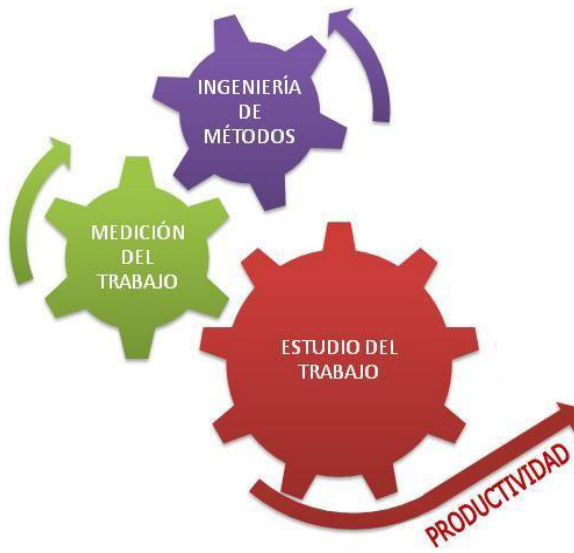 INGENIERÍA
DE
MÉTODOS
MEDICIÓN
DEL
TRABAJO
ESTUDIO DEL
TRABAJO
PRODUCTIVIDAD